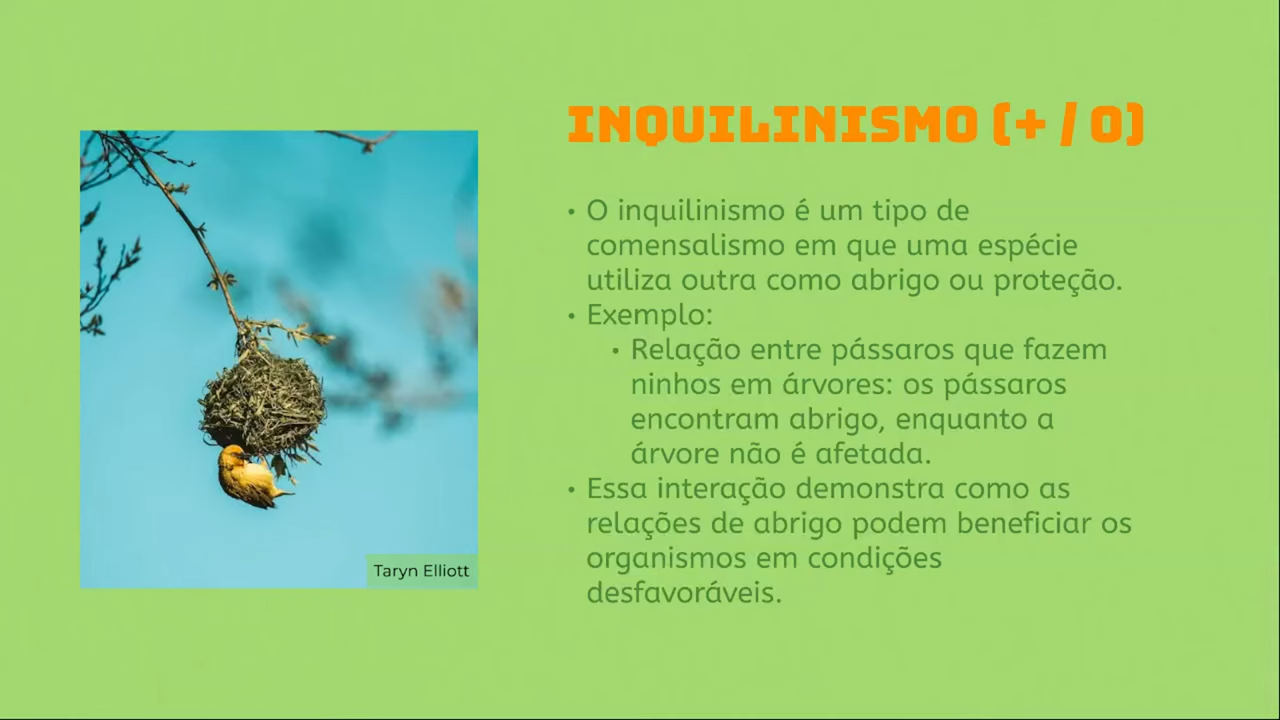 INQUILINISMO (+ / 0)
• O inquilinismo é um tipo de
comensalismo em que uma espécie
utiliza outra como abrigo ou proteção.
• Exemplo:
• Relação entre pássaros que fazem
ninhos em árvores: os pássaros
encontram abrigo, enquanto a
árvore não é afetada.
• Essa interação demonstra como as
relações de abrigo podem beneficiar os
organismos em condições
desfavoráveis.
Taryn Elliott